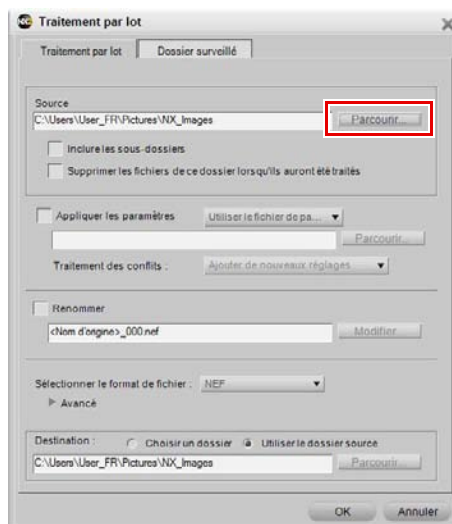 Traitement par lot
Traitement par lot Dossier surveillé
Source
C:\Users\User_FR\Pictures\NX_Images Parcourir...
Inclure les sous-dossiers
Supprimer les fichiers de ce dossier lorsqu'ils auront été traités
Appliquer les paramètres Utiliser le fichier de pa...
Parcourir...
Traitement des conflits : Ajouter de nouveaux réglages
Renommer
<Nom d'origine>_000.nef Modifier...
Sélectionner le format de fichier : NEF
Avancé
Destination : Choisir un dossier Utiliser le dossier source
C:\Users\User_FR\Pictures\NX_Images Parcourir...
OK Annuler